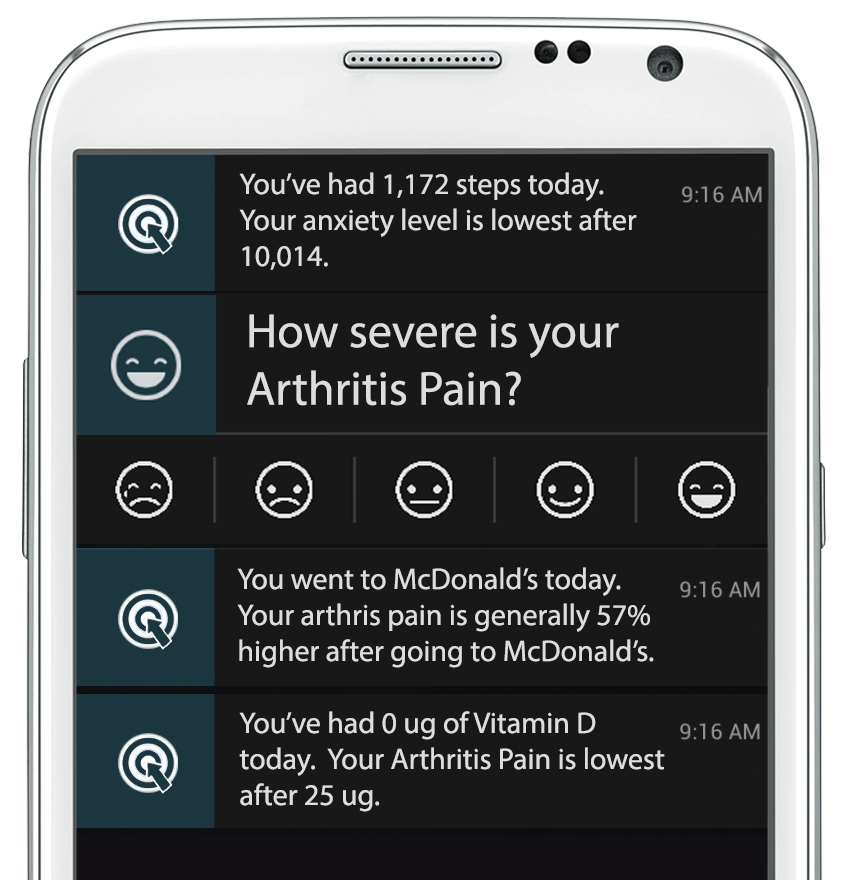 You've had 1,172 steps today.
9:16 AM
Your anxiety level is lowest after
10,014.
How severe is your
Arthritis Pain?
You went to McDonald's today.
9:16 AM
Your arthris pain is generally 57%
higher after going to McDonald's.
You've had 0 ug of Vitamin D
9:16 AM
today.  Your Arthritis Pain is lowest
after 25 ug.